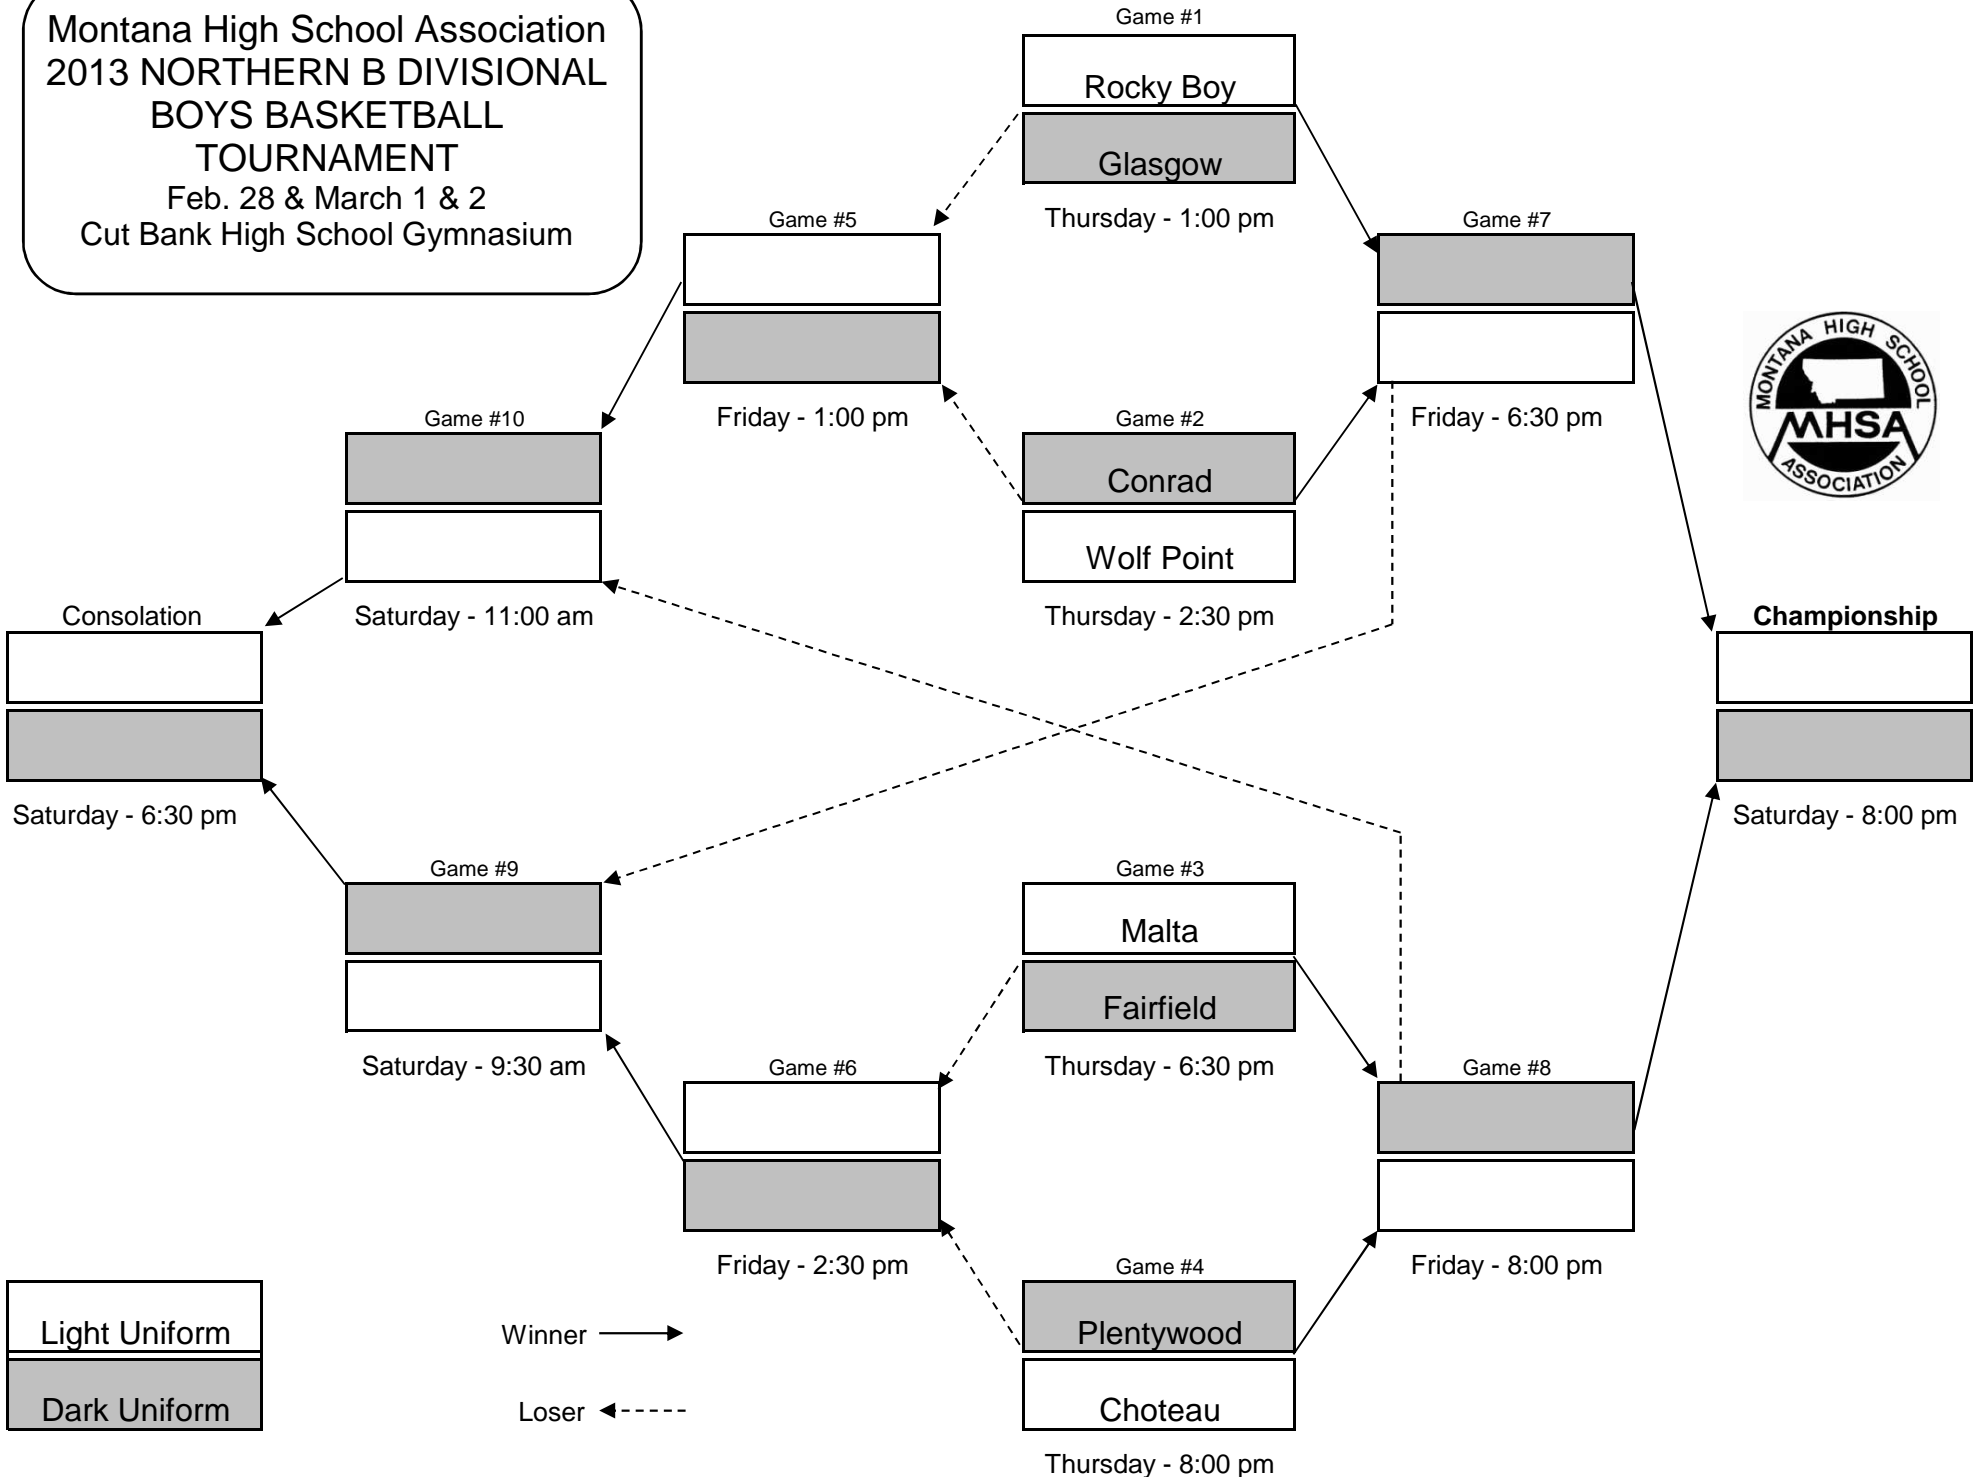 Montana High School Association
2013 NORTHERN B DIVISIONAL
BOYS BASKETBALL
TOURNAMENT
Feb. 28 & March 1 & 2
Cut Bank High School Gymnasium
Game #1
Rocky Boy
Glasgow
Thursday - 1:00 pm
Game #5
Friday - 1:00 pm
Game #7
Friday - 6:30 pm
MONTANA HIGH SCHOOL
MHSA
ASSOCIATION
Game #10
Saturday - 11:00 am
Game #2
Conrad
Wolf Point
Thursday - 2:30 pm
Consolation
Saturday - 6:30 pm
Championship
Saturday - 8:00 pm
Game #9
Saturday - 9:30 am
Game #3
Malta
Fairfield
Thursday - 6:30 pm
Game #6
Friday - 2:30 pm
Game #8
Friday - 8:00 pm
Game #4
Plentywood
Choteau
Thursday - 8:00 pm
Light Uniform
Dark Uniform
Winner
Loser